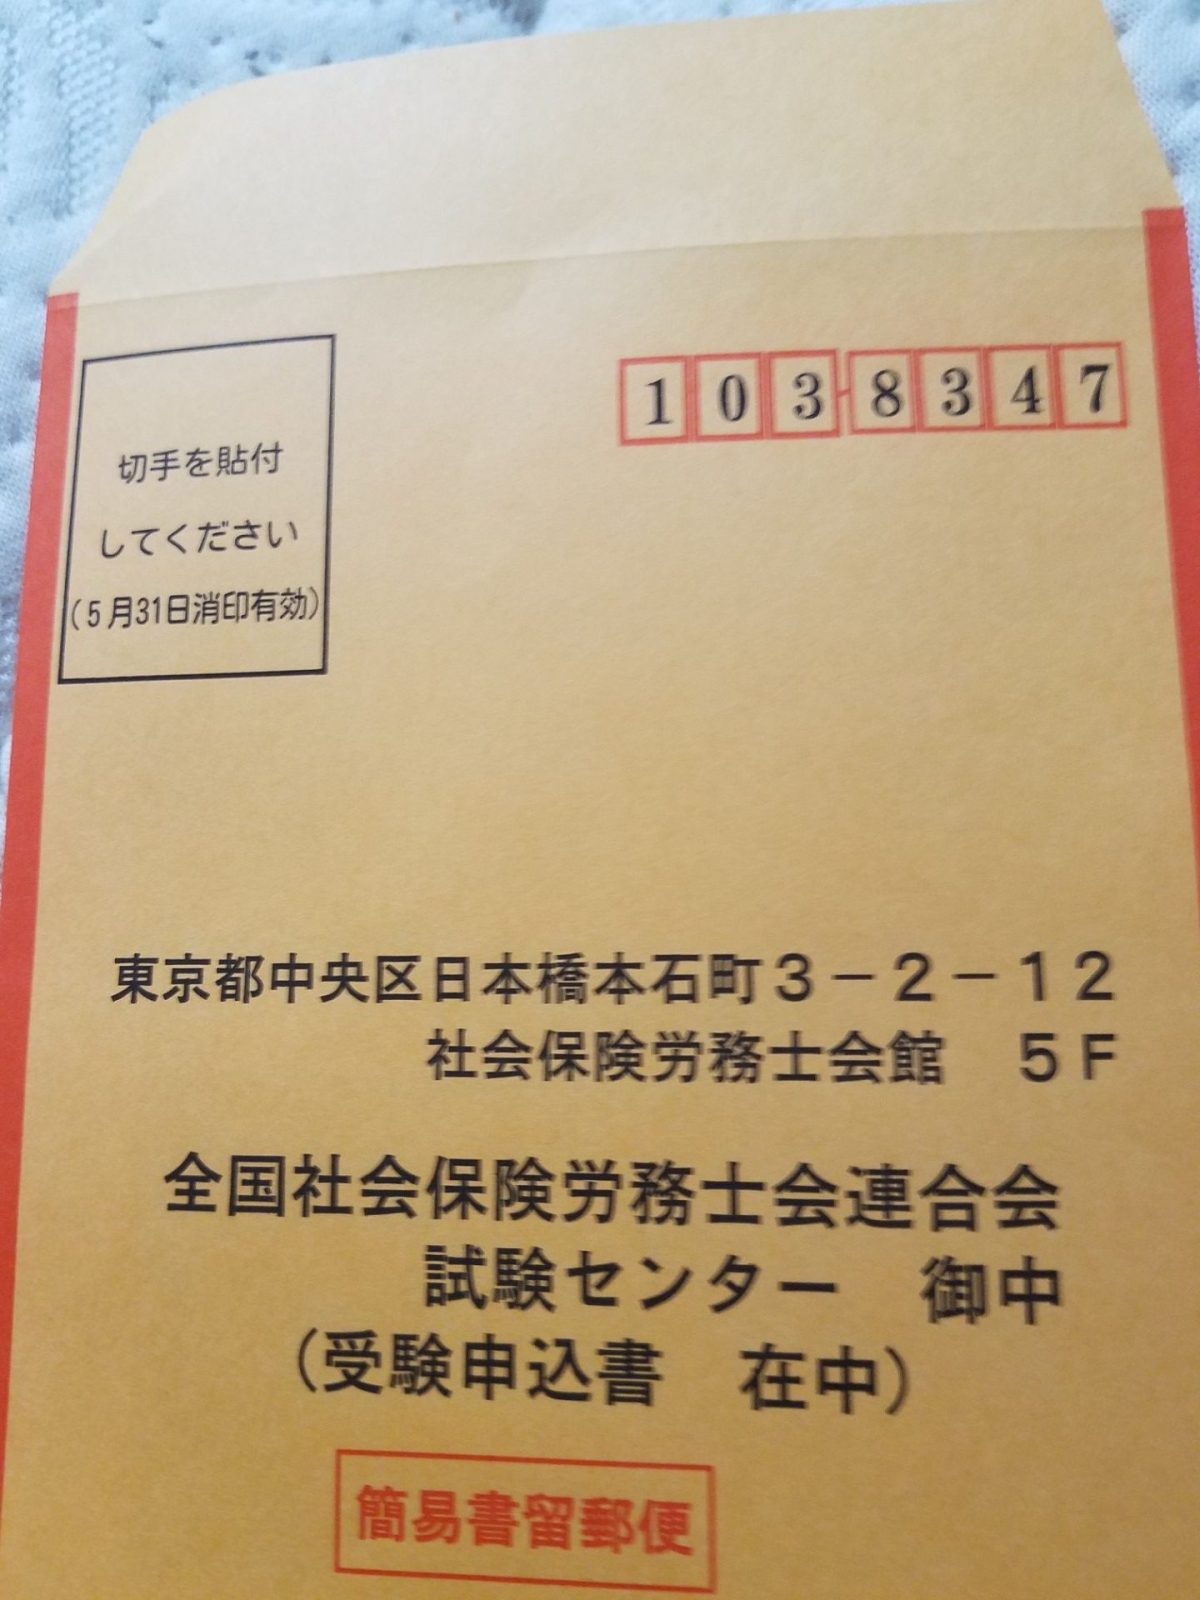 1038347
切手を貼付
してください
(5月31日消印有効)
東京都中央区日本橋本石町3-2-12
社会保険労務士会館 5F
全国社会保険労務士会連合会
試験センター 御中
(受験申込書 在中)
簡易書留郵便